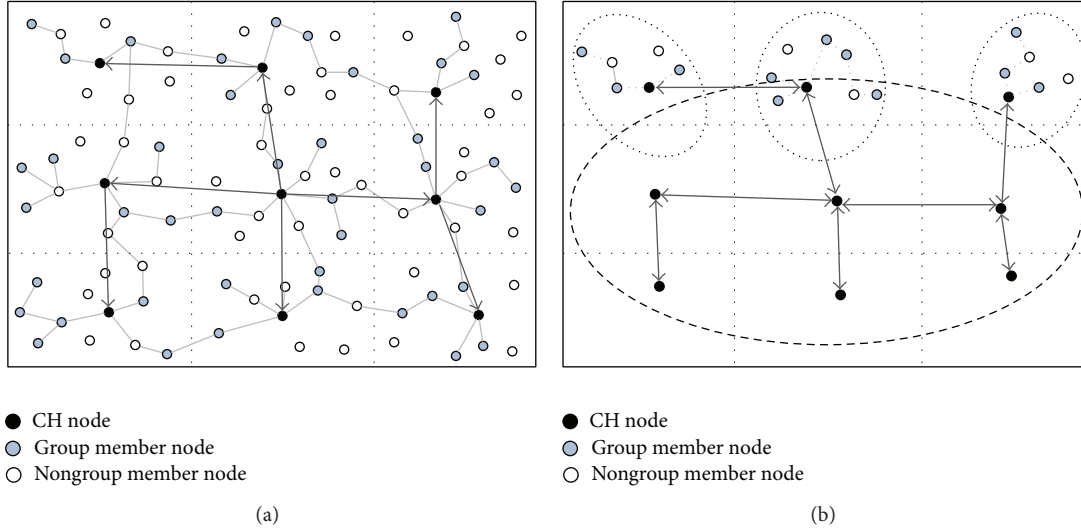 CH node
Group member node
Nongroup member node
(a)
CH node
Group member node
Nongroup member node
(b)